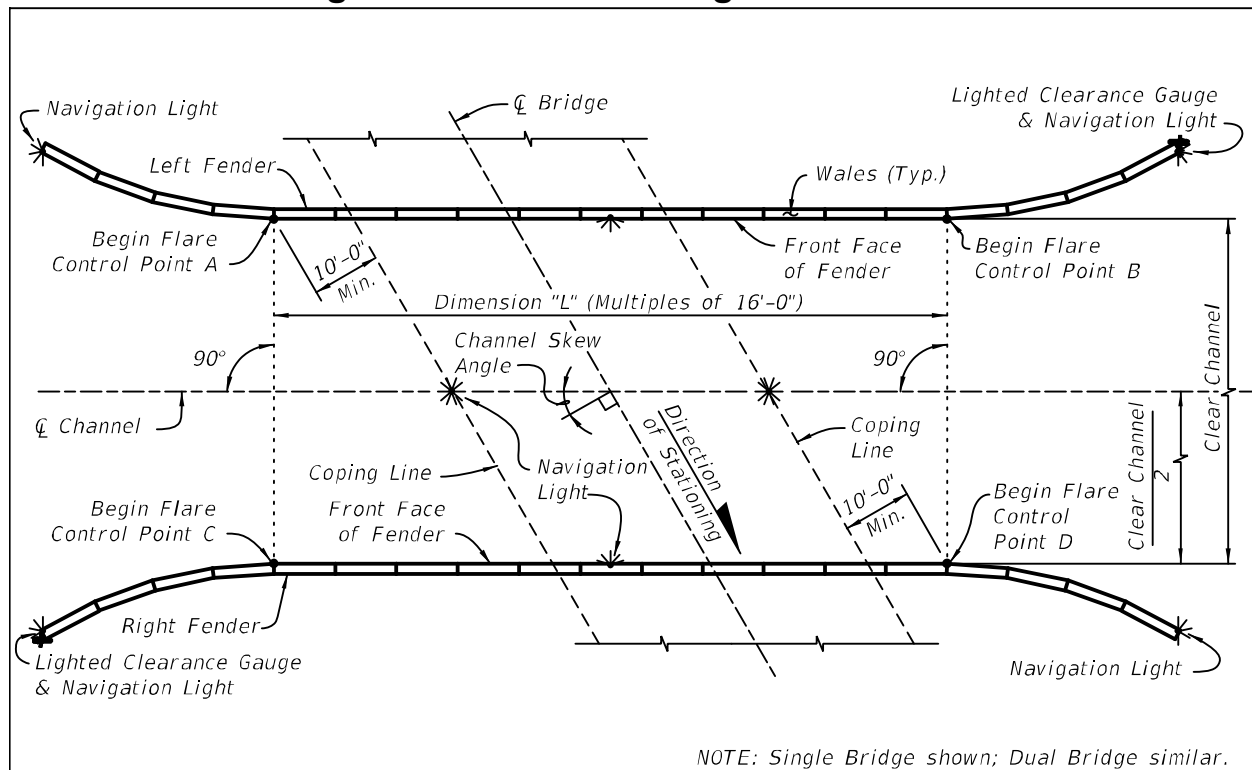 ℄ Bridge
Navigation Light
Lighted Clearance Gauge
& Navigation Light
Left Fender
Wales (Typ.)
Begin Flare
Control Point A
10'-0"
Min.
Front Face
of Fender
Begin Flare
Control Point B
Dimension "L" (Multiples of 16'-0")
Channel Skew
Angle
90°
90°
Clear Channel
℄ Channel
Direction
of Stationing
Coping
Line
Coping Line
Navigation
Light
Clear Channel
2
10'-0"
Min.
Begin Flare
Control Point C
Front Face
of Fender
Begin Flare
Control
Point D
Right Fender
Lighted Clearance Gauge
& Navigation Light
Navigation Light
NOTE: Single Bridge shown; Dual Bridge similar.